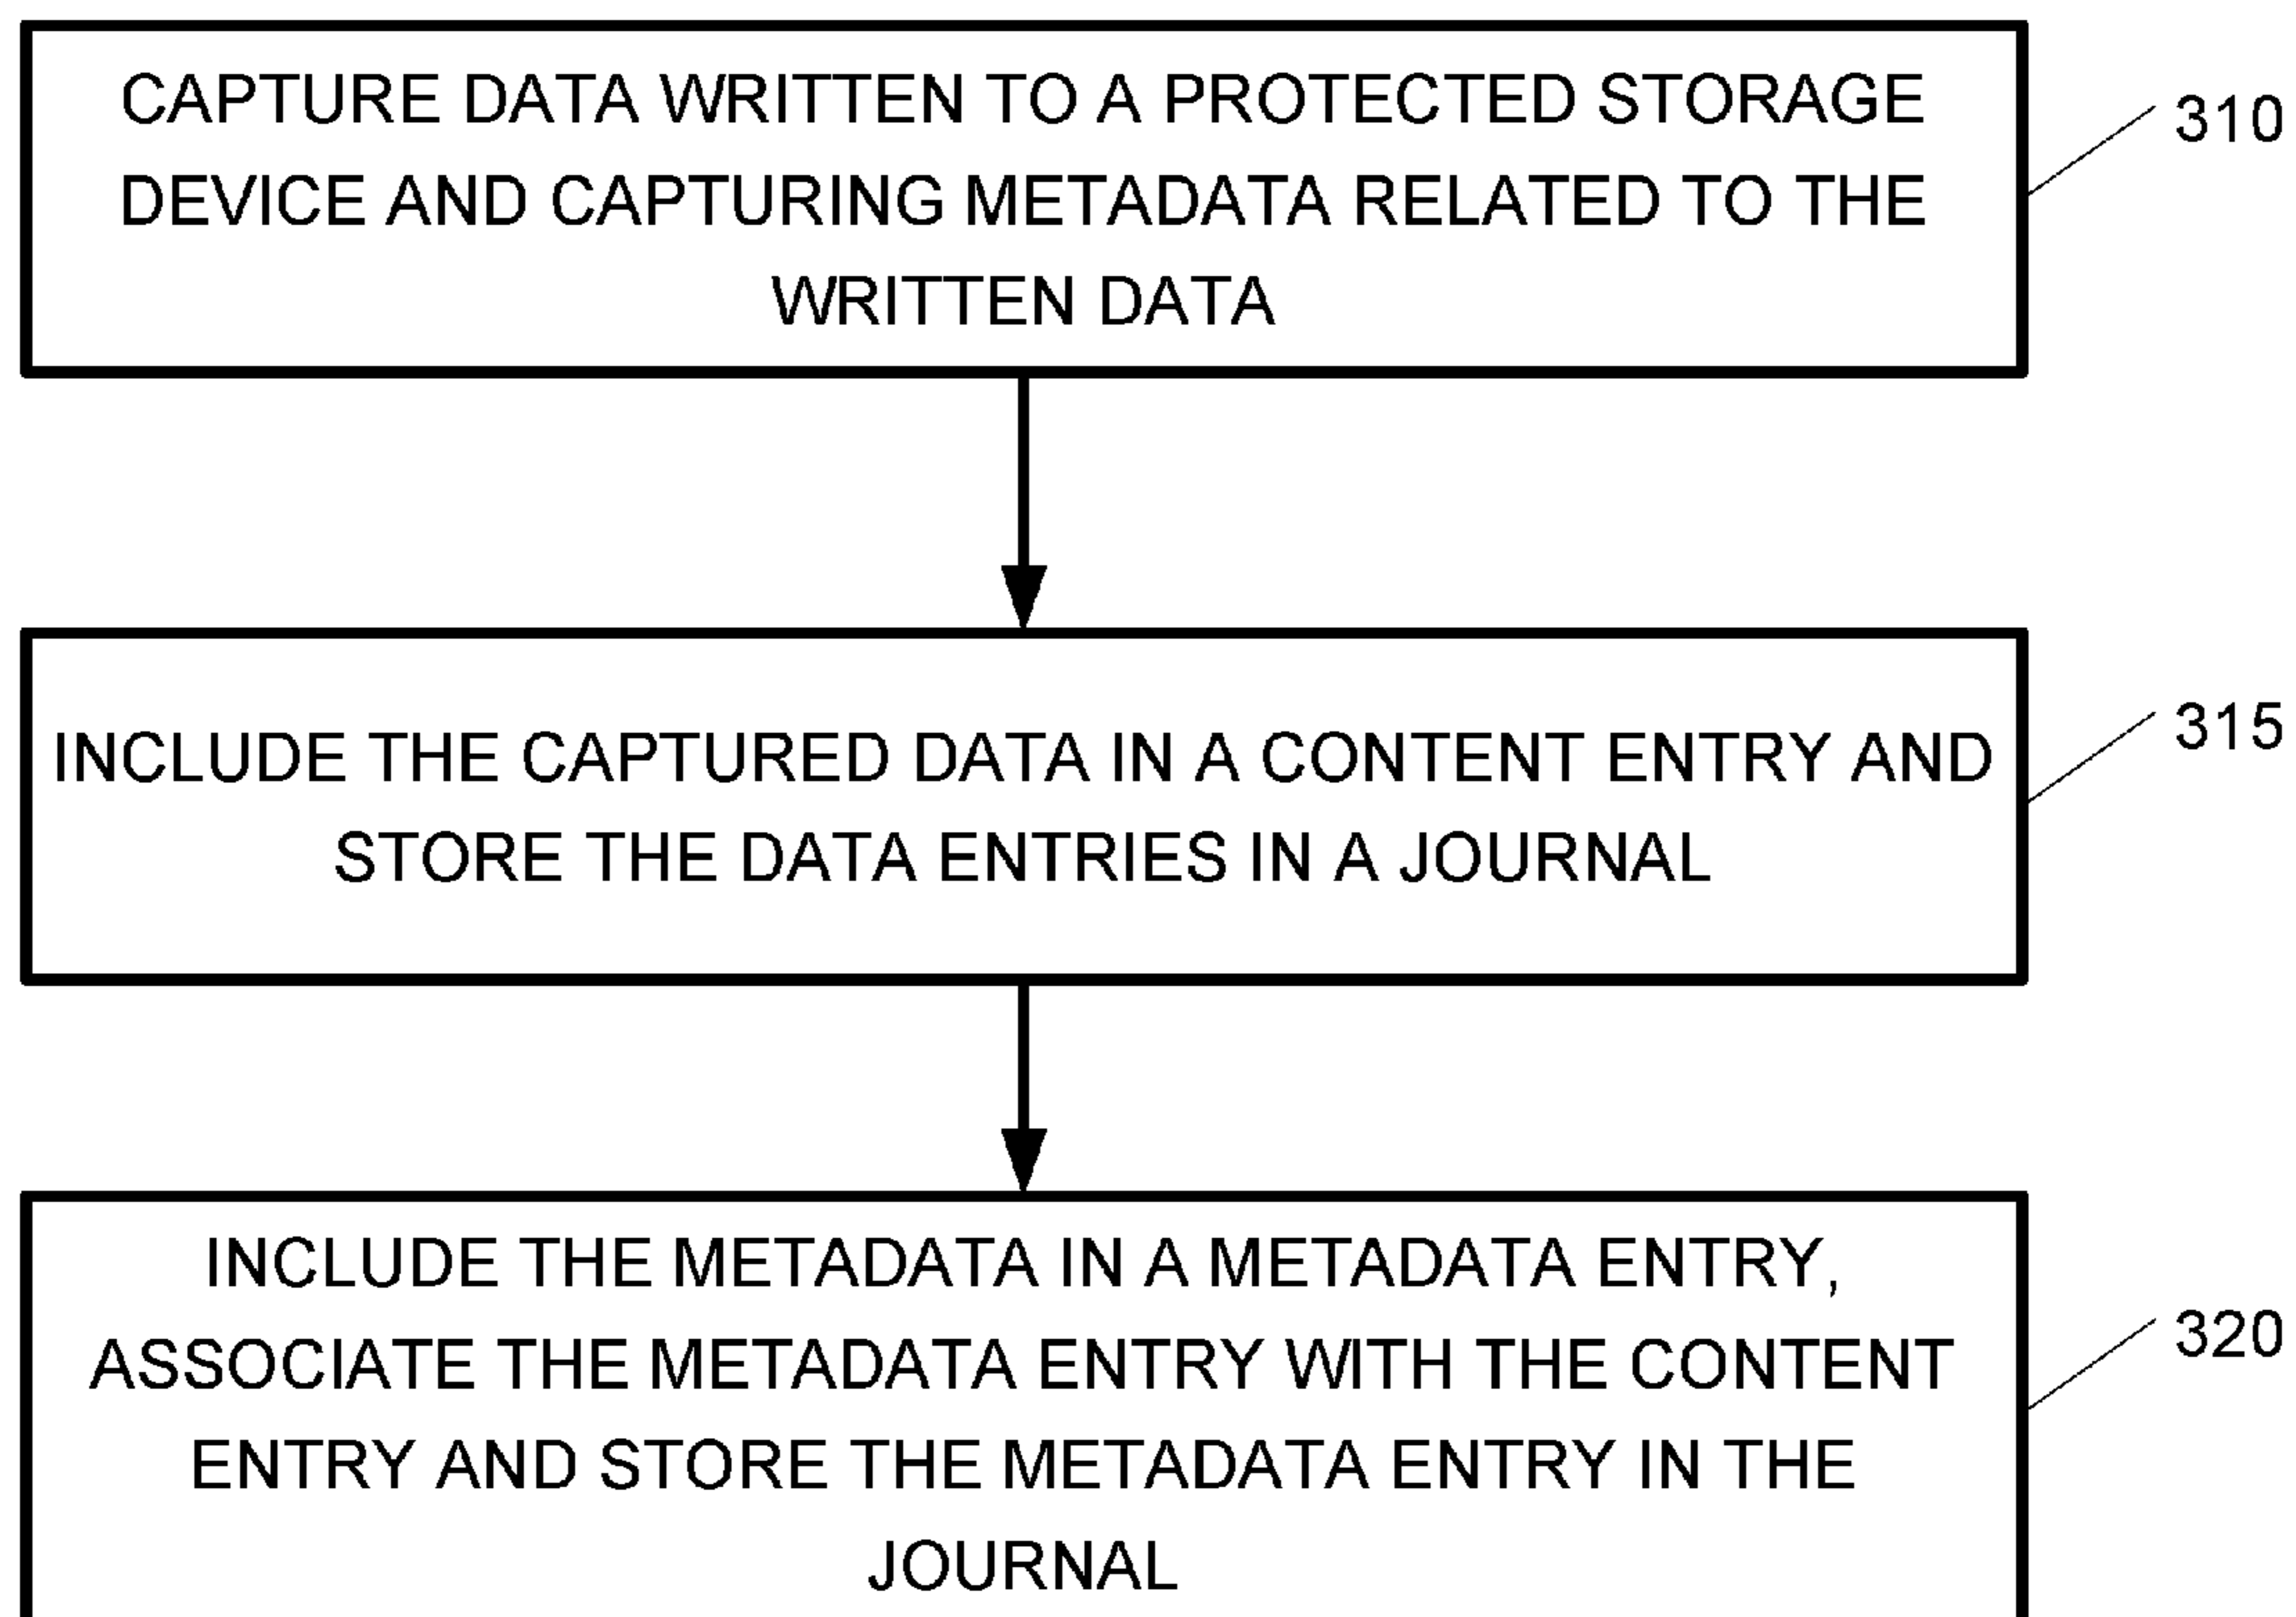 CAPTURE DATA WRITTEN TO A PROTECTED STORAGE
DEVICE AND CAPTURING METADATA RELATED TO THE
WRITTEN DATA
310
INCLUDE THE CAPTURED DATA IN A CONTENT ENTRY AND
STORE THE DATA ENTRIES IN A JOURNAL
315
INCLUDE THE METADATA IN A METADATA ENTRY,
ASSOCIATE THE METADATA ENTRY WITH THE CONTENT
ENTRY AND STORE THE METADATA ENTRY IN THE
JOURNAL
320